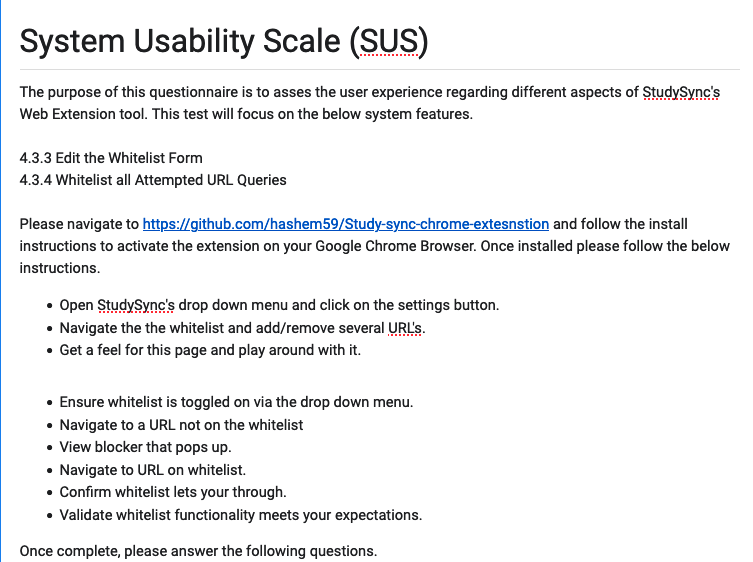 System Usability Scale (SUS)
The purpose of this questionnaire is to asses the user experience regarding different aspects of StudySync's
Web Extension tool. This test will focus on the below system features.
4.3.3 Edit the Whitelist Form
4.3.4 Whitelist all Attempted URL Queries
Please navigate to https://github.com/hashem59/Study-sync-chrome-extesnstion and follow the install
instructions to activate the extension on your Google Chrome Browser. Once installed please follow the below
instructions.
• Open StudySync's drop down menu and click on the settings button.
• Navigate the the whitelist and add/remove several URL's.
• Get a feel for this page and play around with it.
• Ensure whitelist is toggled on via the drop down menu.
• Navigate to a URL not on the whitelist
• View blocker that pops up.
• Navigate to URL on whitelist.
• Confirm whitelist lets your through.
• Validate whitelist functionality meets your expectations.
Once complete, please answer the following questions.